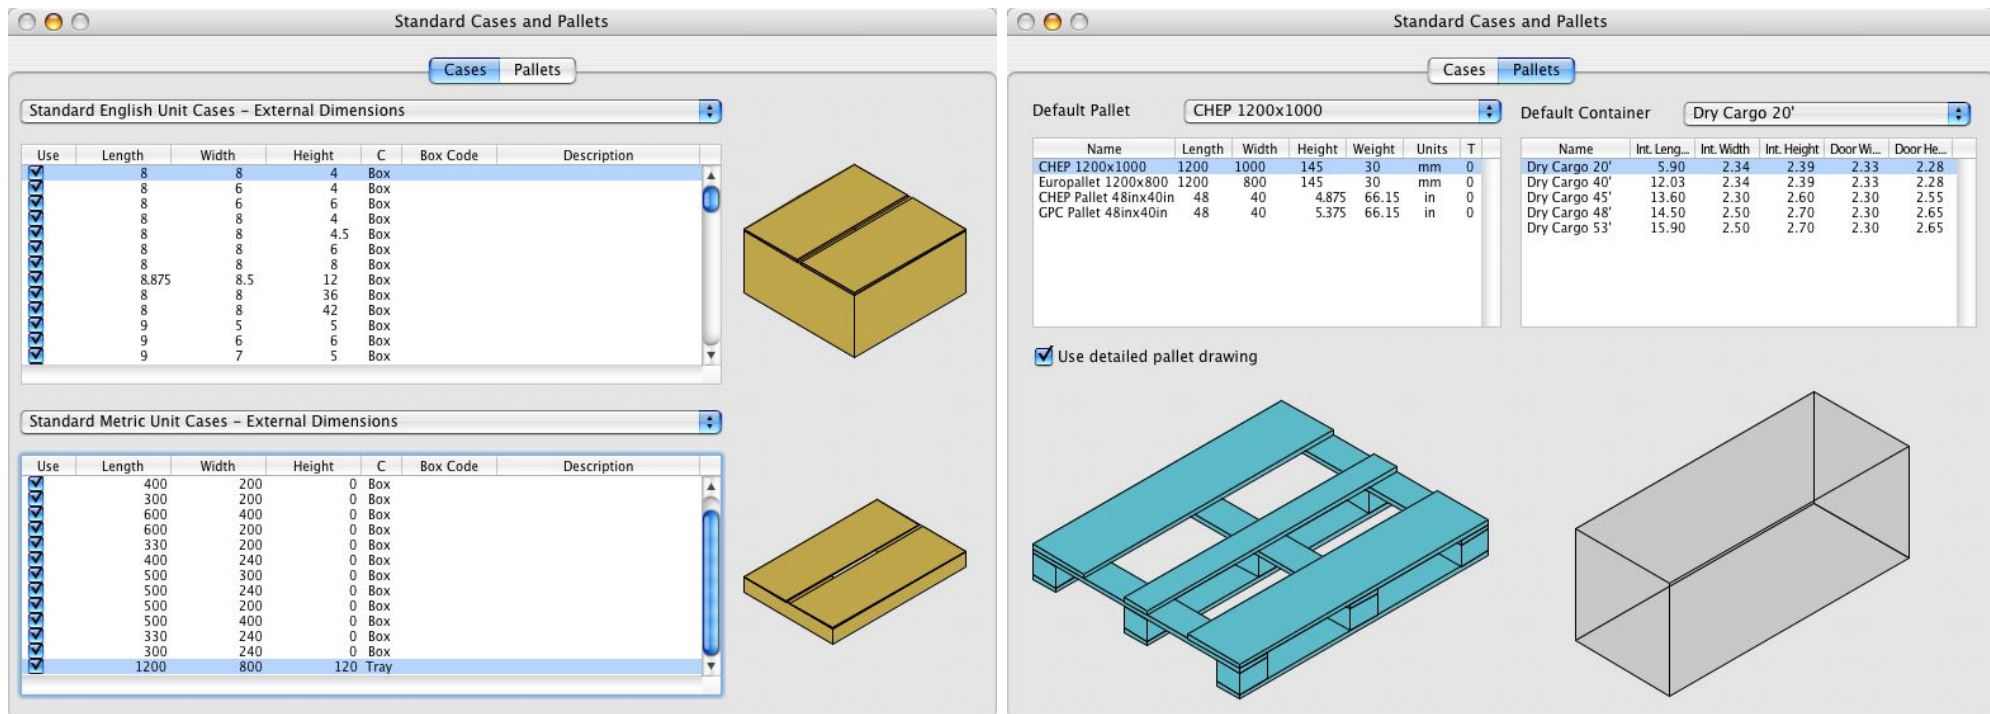 Standard Cases and Pallets
Cases Pallets
Standard English Unit Cases – External Dimensions
Use Length Width Height C Box Code Description
8 8 4 Box
8 6 4 Box
8 6 6 Box
8 8 4 Box
8 8 4.5 Box
8 8 6 Box
8 8 8 Box
8.875 8.5 12 Box
8 8 36 Box
8 8 42 Box
9 5 5 Box
9 6 6 Box
9 7 5 Box
Standard Metric Unit Cases – External Dimensions
Use Length Width Height C Box Code Description
400 200 0 Box
300 200 0 Box
600 400 0 Box
600 200 0 Box
330 200 0 Box
400 240 0 Box
500 300 0 Box
500 240 0 Box
500 200 0 Box
500 400 0 Box
330 240 0 Box
300 240 0 Box
1200 800 120 Tray
Standard Cases and Pallets
Cases Pallets
Default Pallet CHEP 1200x1000
Name Length Width Height Weight Units T
CHEP 1200x1000 1200 1000 145 30 mm 0
Europallet 1200x800 1200 800 145 30 mm 0
CHEP Pallet 48inx40in 48 40 4.875 66.15 in 0
GPC Pallet 48inx40in 48 40 5.375 66.15 in 0
Default Container Dry Cargo 20'
Name Int. Leng... Int. Width Int. Height Door Wi... Door He...
Dry Cargo 20' 5.90 2.34 2.39 2.33 2.28
Dry Cargo 40' 12.03 2.34 2.39 2.33 2.28
Dry Cargo 45' 13.60 2.30 2.60 2.30 2.55
Dry Cargo 48' 14.50 2.50 2.70 2.30 2.65
Dry Cargo 53' 15.90 2.50 2.70 2.30 2.65
Use detailed pallet drawing